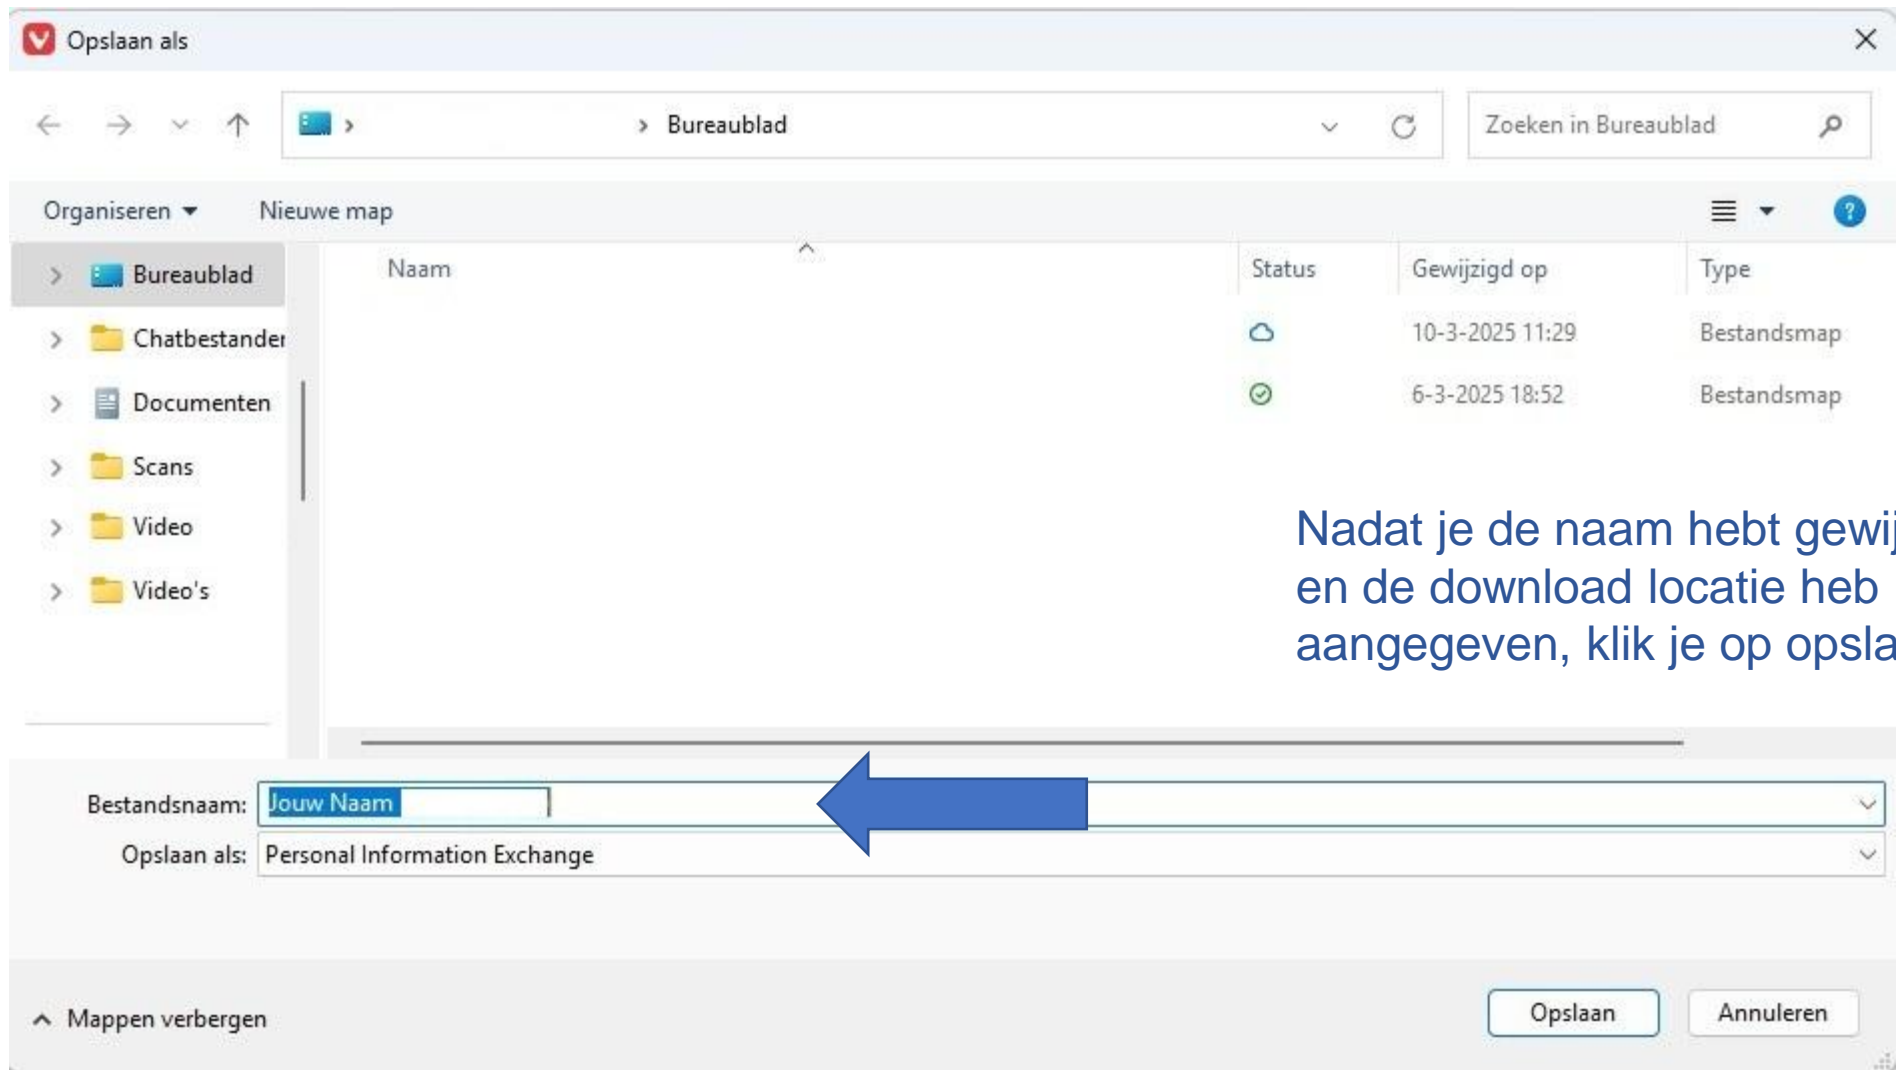 Opslaan als
Bureaublad
Zoeken in Bureaublad
Organiseren
Nieuwe map
Naam
Status
Gewijzigd op
Type
Bureaublad
Chatbestander
Documenten
Scans
Video
Video's
10-3-2025 11:29
Bestandsmap
6-3-2025 18:52
Bestandsmap
Nadat je de naam hebt gewij
en de download locatie heb
aangegeven, klik je op opsla
Bestandsnaam: Jouw Naam
Opslaan als: Personal Information Exchange
Mappen verbergen
Opslaan
Annuleren